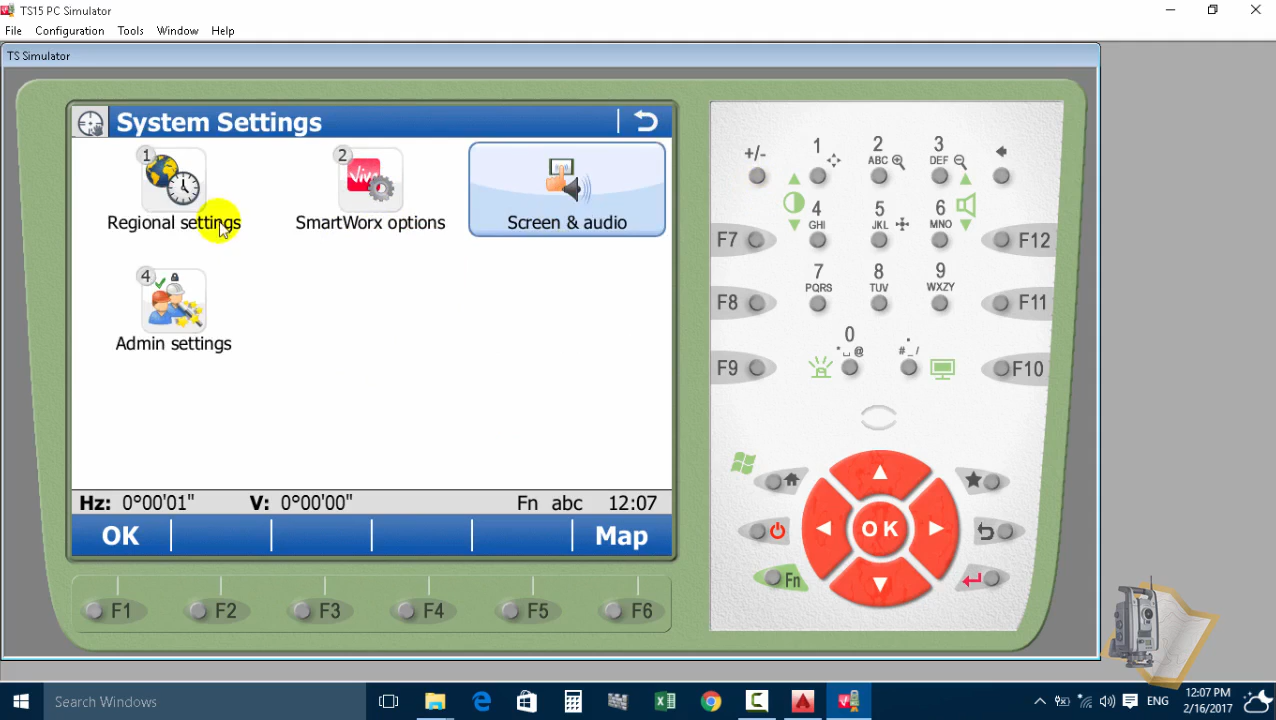 TS15 PC Simulator
File Configuration Tools Window Help
TS Simulator
System Settings
1
Regional settings
2
Viva
SmartWorx options
Screen & audio
4
Admin settings
Hz: 0°00'01" V: 0°00'00" Fn abc 12:07
OK Map
F1 F2 F3 F4 F5 F6
+/- 1 2 ABC 3 DEF
F7 4 GHI 5 JKL 6 MNO F12
F8 7 PQRS 8 TUV 9 WXZY F11
F9 0 * ␣ @ . # _ / F10
OK
Fn
Search Windows
ENG
12:07 PM
2/16/2017